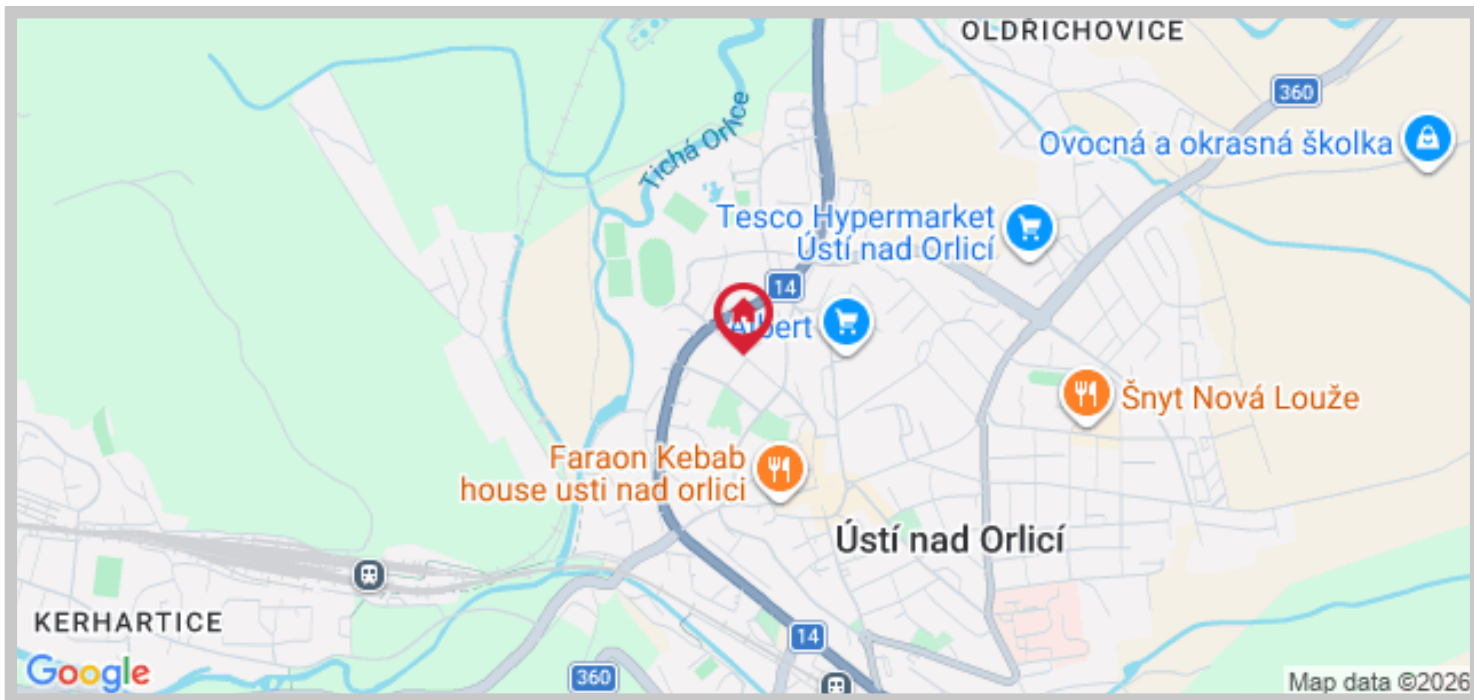 OLDŘICHOVICE
360
Ovocná a okrasná školka
Tichá Orlice
Tesco Hypermarket
Ústí nad Orlicí
14
Albert
Šnyt Nová Louže
Faraon Kebab
house usti nad orlici
Ústí nad Orlicí
KERHARTICE
14
Google
360
Map data ©2026